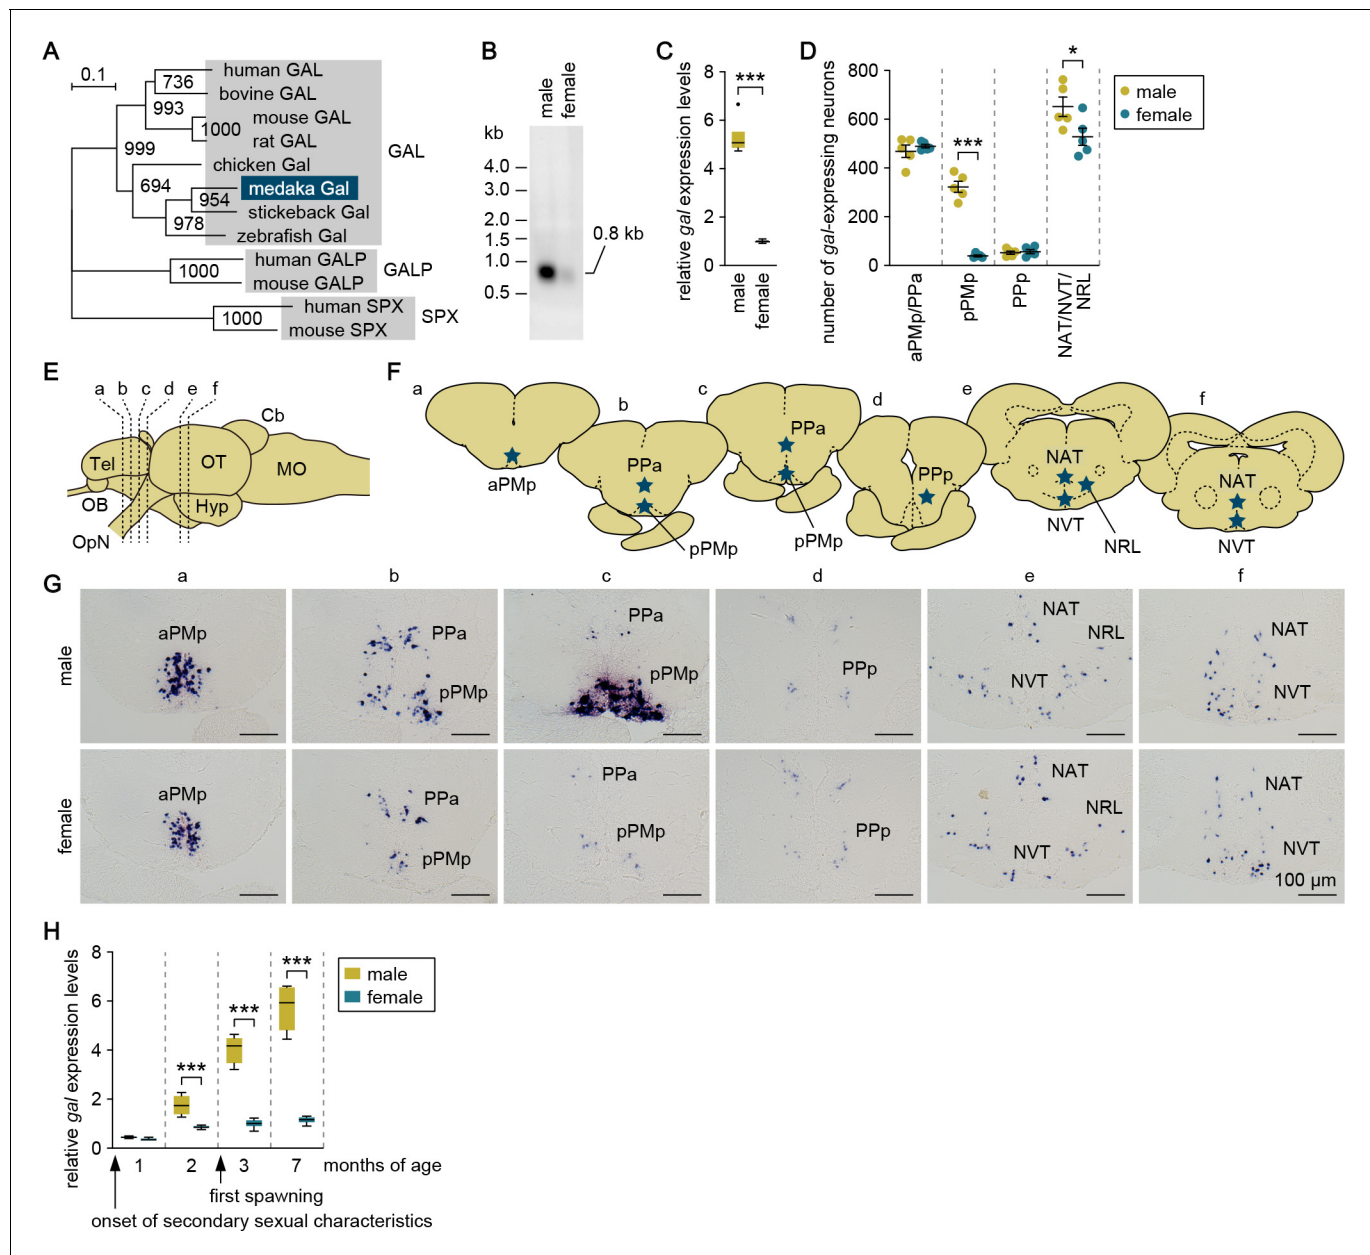 A
0.1
human GAL
736
bovine GAL
993
mouse GAL
1000
rat GAL
999
GAL
chicken Gal
694
medaka Gal
954
stickeback Gal
978
zebrafish Gal
human GALP
1000
GALP
mouse GALP
human SPX
1000
SPX
mouse SPX
B
male
female
kb
4.0
3.0
2.0
1.5
1.0
0.5
0.8 kb
C
relative gal expression levels
8
6
4
2
0
***
male
female
D
number of gal-expressing neurons
800
600
400
200
0
***
*
aPMp/PPa
pPMp
PPp
NAT/NVT/
NRL
male
female
E
a b c d e f
Cb
Tel
OT
MO
OB
Hyp
OpN
F
a
aPMp
b
PPa
pPMp
c
PPa
pPMp
d
PPp
e
NAT
NVT
NRL
f
NAT
NVT
G
a b c d e f
male
aPMp
PPa
pPMp
PPa
pPMp
PPp
NAT
NRL
NVT
NAT
NVT
female
aPMp
PPa
pPMp
PPa
pPMp
PPp
NAT
NRL
NVT
NAT
NVT
100 µm
H
relative gal expression levels
8
6
4
2
0
***
***
***
male
female
1 2 3 7 months of age
first spawning
onset of secondary sexual characteristics